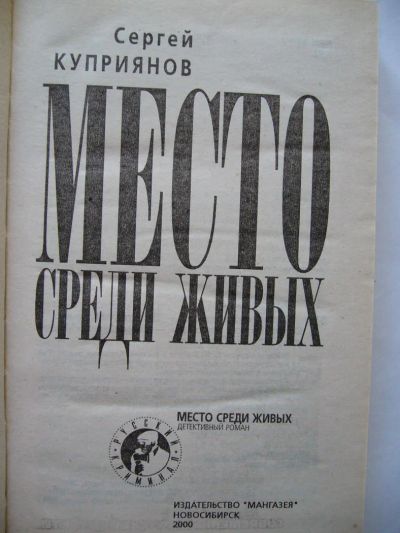 Сергей
КУПРИЯНОВ
МЕСТО
СРЕДИ ЖИВЫХ
РУССКИЙ КРИМИНАЛ
МЕСТО СРЕДИ ЖИВЫХ
ДЕТЕКТИВНЫЙ РОМАН
ИЗДАТЕЛЬСТВО "МАНГАЗЕЯ"
НОВОСИБИРСК
2000